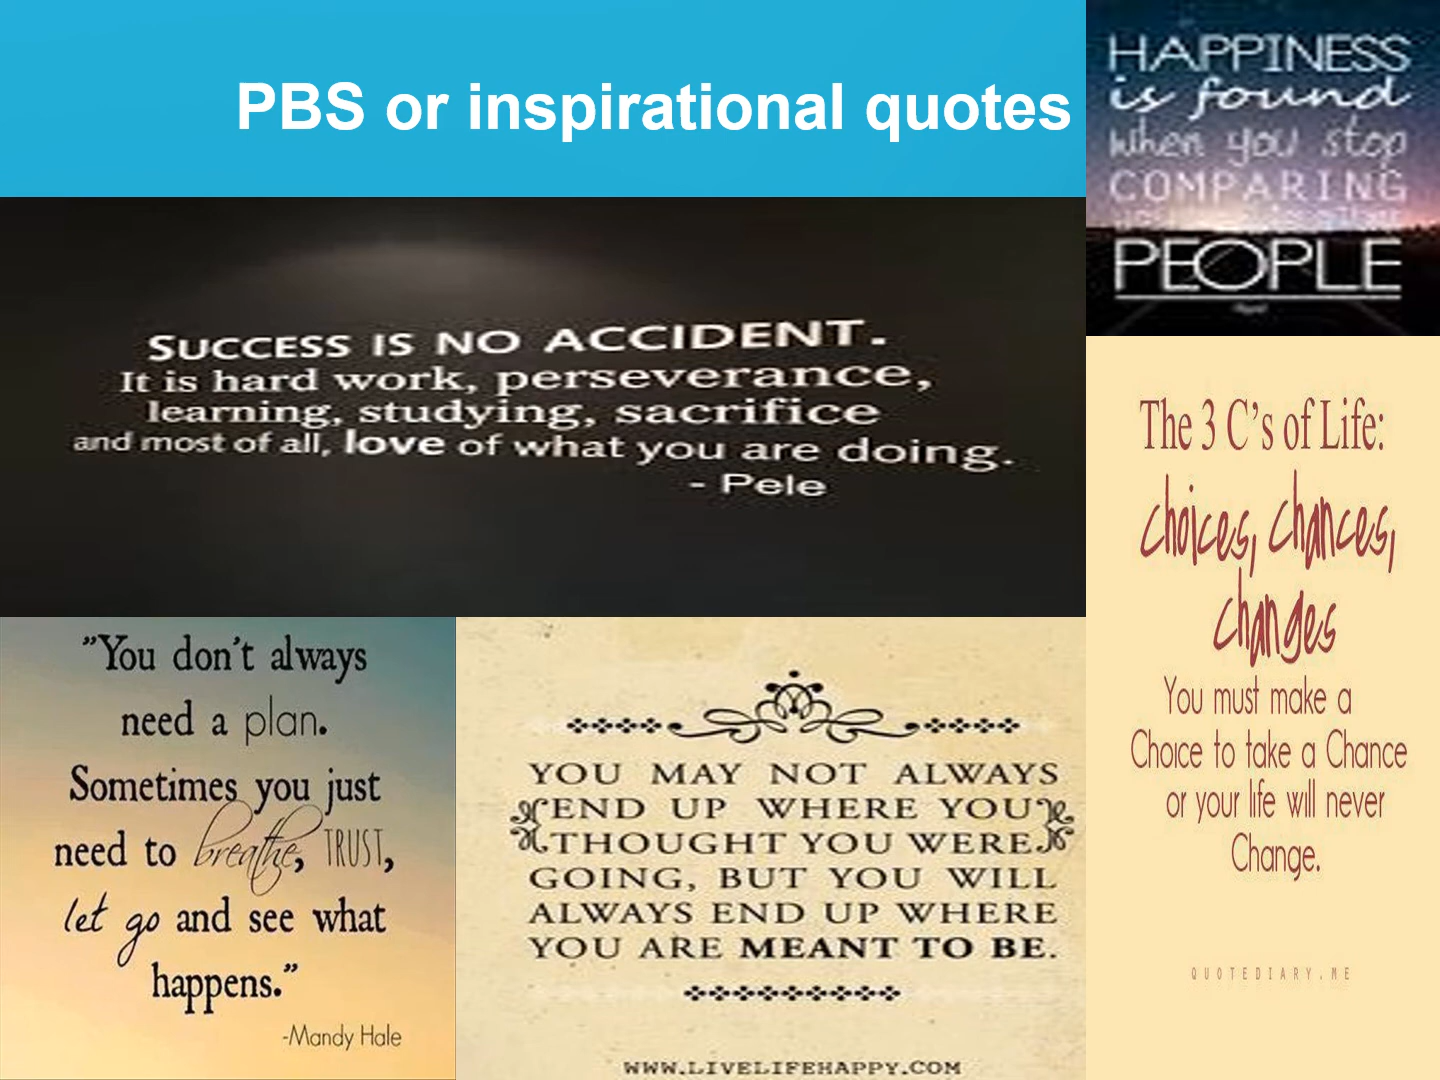 PBS or inspirational quotes
HAPPINESS
is found
when you stop
COMPARING
PEOPLE
SUCCESS IS NO ACCIDENT.
It is hard work, perseverance,
learning, studying, sacrifice
and most of all, love of what you are doing.
- Pele
The 3 C's of Life:
choices, chances,
changes
You must make a
Choice to take a Chance
or your life will never
Change.
QUOTEDIARY.ME
"You don't always
need a plan.
Sometimes you just
need to breathe, TRUST,
let go and see what
happens."
-Mandy Hale
YOU MAY NOT ALWAYS
END UP WHERE YOU
THOUGHT YOU WERE
GOING, BUT YOU WILL
ALWAYS END UP WHERE
YOU ARE MEANT TO BE.
WWW.LIVELIFEHAPPY.COM